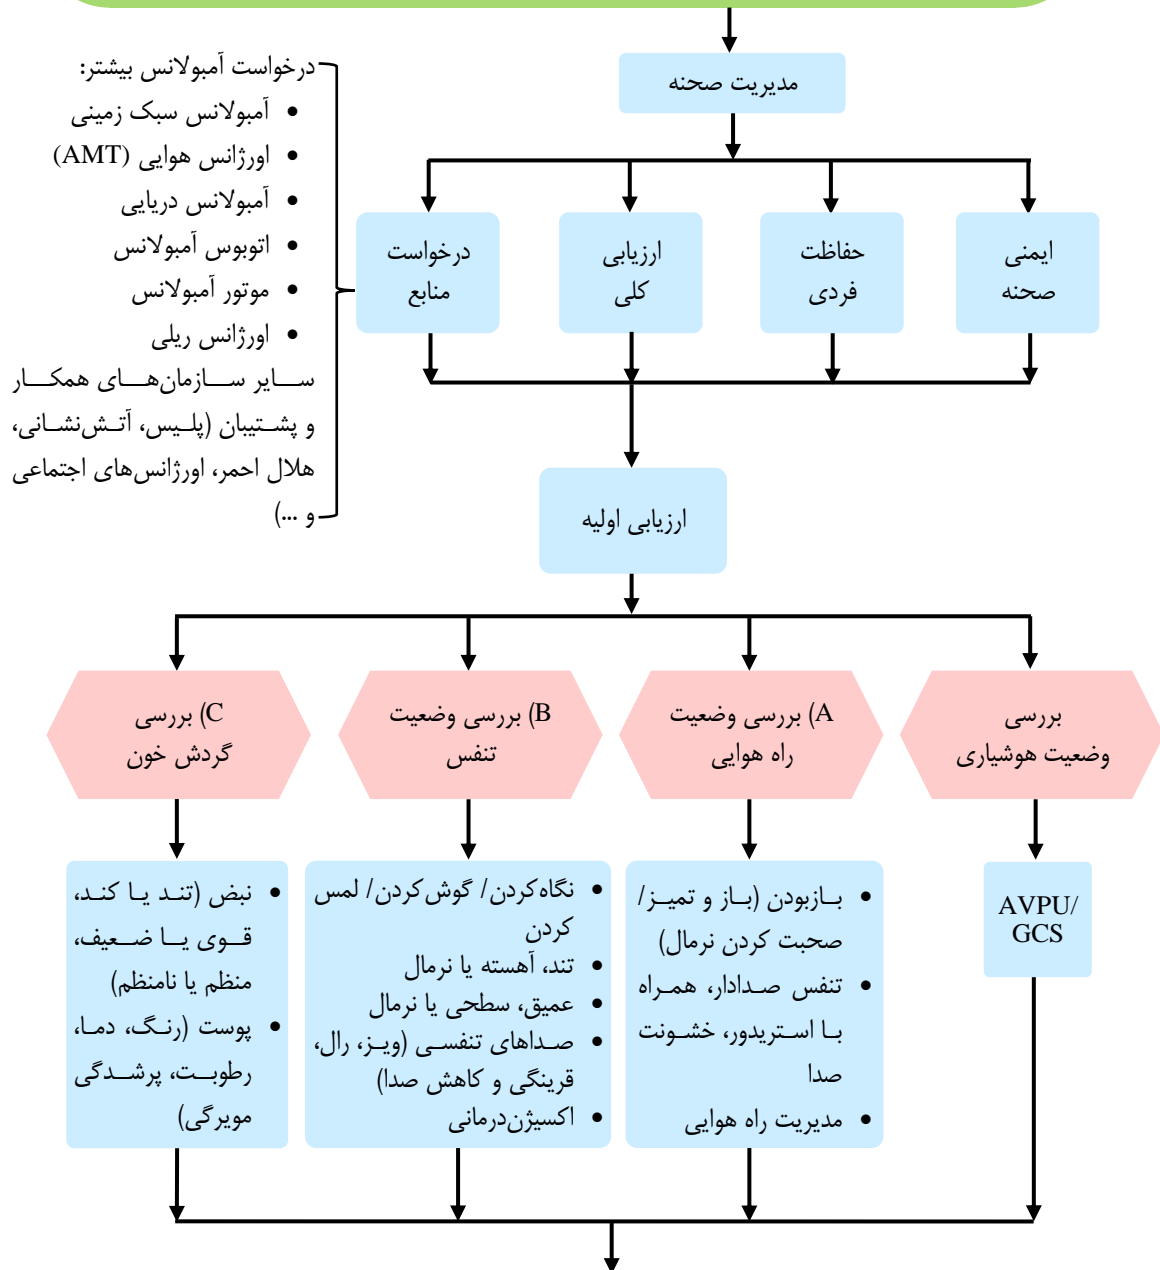 مدیریت صحنه
ایمنی
صحنه
حفاظت
فردی
ارزیابی
کلی
درخواست
منابع
درخواست آمبولانس بیشتر:
• آمبولانس سبک زمینی
• اورژانس هوایی (AMT)
• آمبولانس دریایی
• اتوبوس آمبولانس
• موتور آمبولانس
• اورژانس ریلی
سایر سازمان‌های همکار
و پشتیبان (پلیس، آتش‌نشانی،
هلال احمر، اورژانس‌های اجتماعی
و ...)
ارزیابی اولیه
بررسی
وضعیت هوشیاری
A) بررسی وضعیت
راه هوایی
B) بررسی وضعیت
تنفس
C) بررسی
گردش خون
AVPU/
GCS
• بازبودن (باز و تمیز/
صحبت کردن نرمال)
• تنفس صدادار، همراه
با استریدور، خشونت
صدا
• مدیریت راه هوایی
• نگاه‌کردن/ گوش‌کردن/ لمس
کردن
• تند، آهسته یا نرمال
• عمیق، سطحی یا نرمال
• صداهای تنفسی (ویز، رال،
قرینگی و کاهش صدا)
• اکسیژن‌درمانی
• نبض (تند یا کند،
قوی یا ضعیف،
منظم یا نامنظم)
• پوست (رنگ، دما،
رطوبت، پرشدگی
مویرگی)